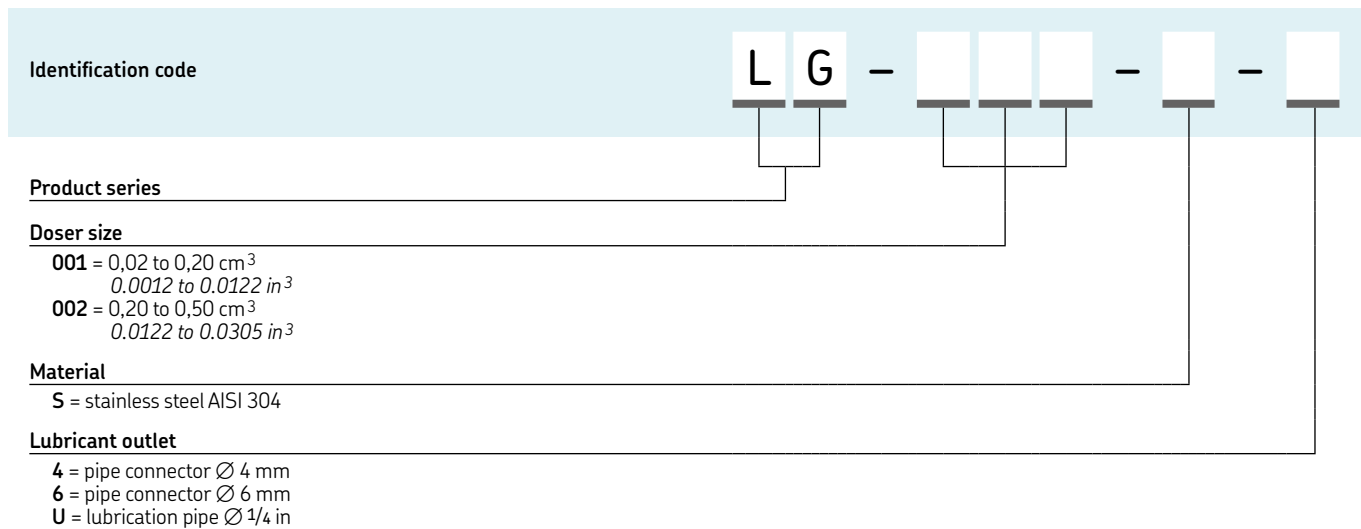 Identification code L G – – –
Product series
Doser size
001 = 0,02 to 0,20 cm³
0.0012 to 0.0122 in³
002 = 0,20 to 0,50 cm³
0.0122 to 0.0305 in³
Material
S = stainless steel AISI 304
Lubricant outlet
4 = pipe connector ∅ 4 mm
6 = pipe connector ∅ 6 mm
U = lubrication pipe ∅ 1/4 in